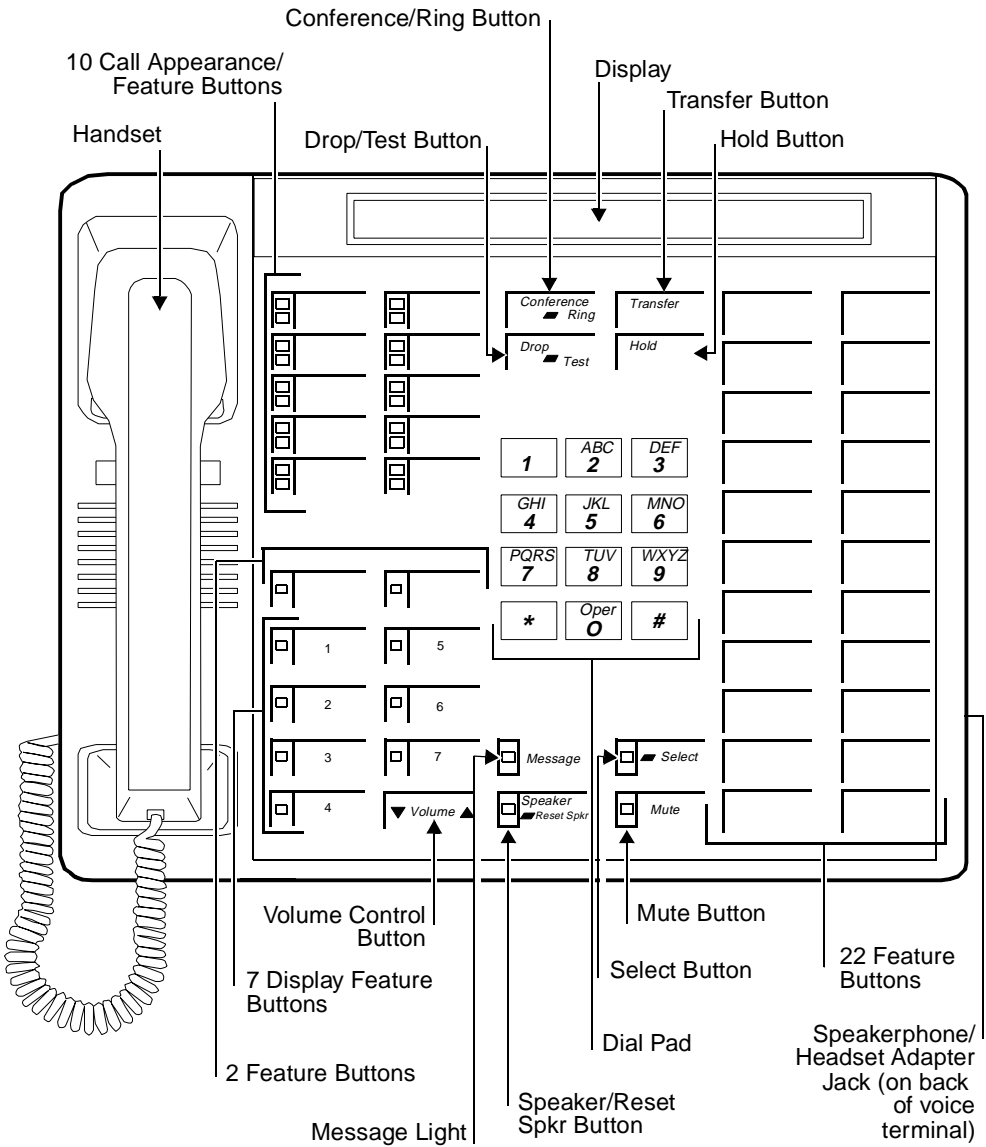 Conference/Ring Button
10 Call Appearance/
Feature Buttons
Display
Transfer Button
Handset
Drop/Test Button
Hold Button
Conference
Ring
Transfer
Drop
Test
Hold
1
ABC
2
DEF
3
GHI
4
JKL
5
MNO
6
PQRS
7
TUV
8
WXYZ
9
*
Oper
0
#
1
5
2
6
3
7
Message
Select
4
▼ Volume ▲
Speaker
Reset Spkr
Mute
Volume Control
Button
Mute Button
7 Display Feature
Buttons
Select Button
22 Feature
Buttons
2 Feature Buttons
Dial Pad
Speakerphone/
Headset Adapter
Jack (on back
of voice
terminal)
Speaker/Reset
Spkr Button
Message Light